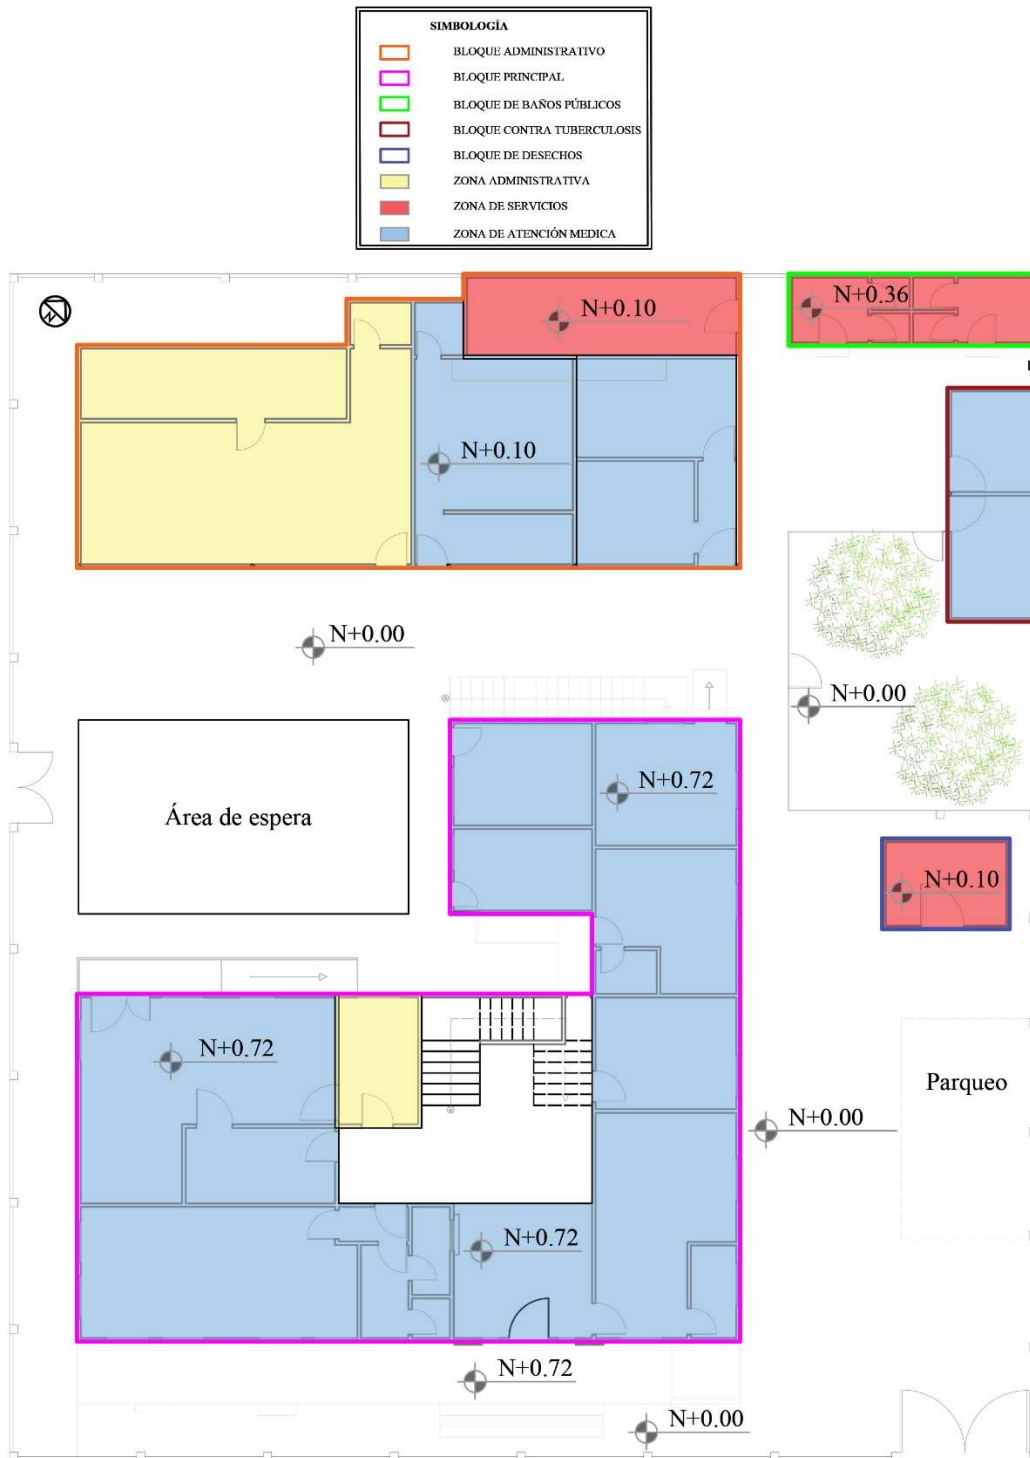 SIMBOLOGÍA
BLOQUE ADMINISTRATIVO
BLOQUE PRINCIPAL
BLOQUE DE BAÑOS PÚBLICOS
BLOQUE CONTRA TUBERCULOSIS
BLOQUE DE DESECHOS
ZONA ADMINISTRATIVA
ZONA DE SERVICIOS
ZONA DE ATENCIÓN MEDICA
N+0.36
N+0.10
N+0.10
N+0.00
N+0.00
N+0.72
Área de espera
N+0.10
N+0.72
Parqueo
N+0.00
N+0.72
N+0.72
N+0.00